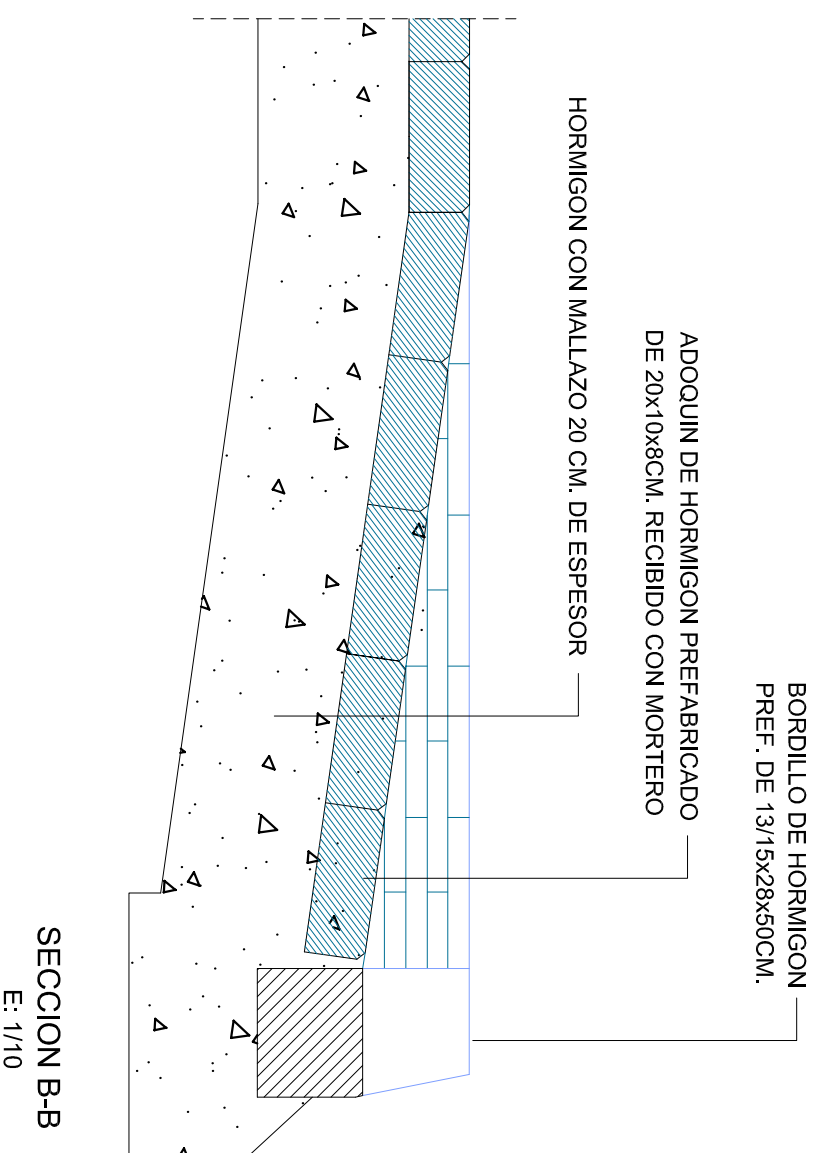 BORDILLO DE HORMIGON
PREF. DE 13/15x28x50CM.
ADOQUIN DE HORMIGON PREFABRICADO
DE 20x10x8CM. RECIBIDO CON MORTERO
HORMIGON CON MALLAZO 20 CM. DE ESPESOR
SECCION B-B
E: 1/10